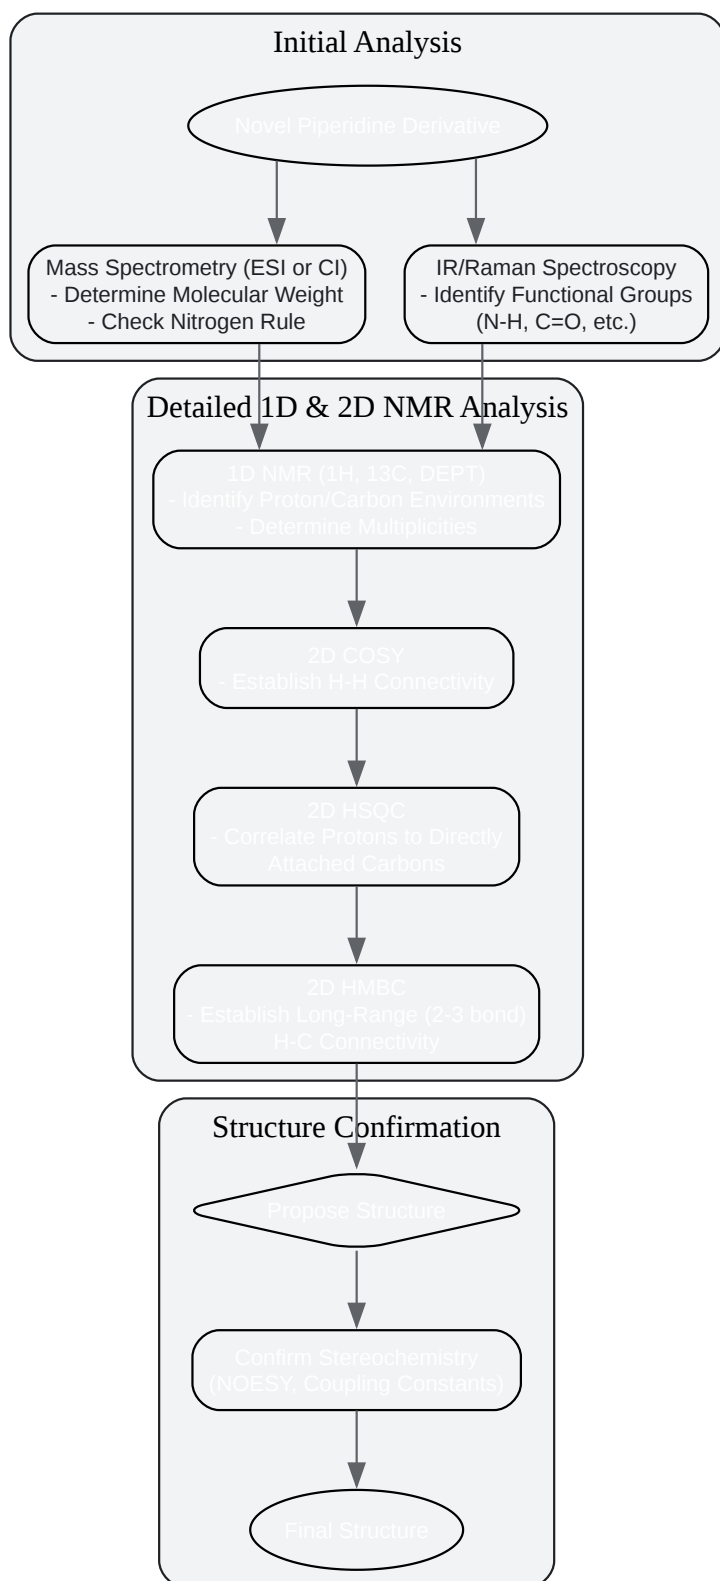 Initial Analysis
Novel Piperidine Derivative
Mass Spectrometry (ESI or CI)
- Determine Molecular Weight
- Check Nitrogen Rule
IR/Raman Spectroscopy
- Identify Functional Groups
(N-H, C=O, etc.)
Detailed 1D & 2D NMR Analysis
1D NMR (1H, 13C, DEPT)
- Identify Proton/Carbon Environments
- Determine Multiplicities
2D COSY
- Establish H-H Connectivity
2D HSQC
- Correlate Protons to Directly
Attached Carbons
2D HMBC
- Establish Long-Range (2-3 bond)
H-C Connectivity
Structure Confirmation
Propose Structure
Confirm Stereochemistry
(NOESY, Coupling Constants)
Final Structure